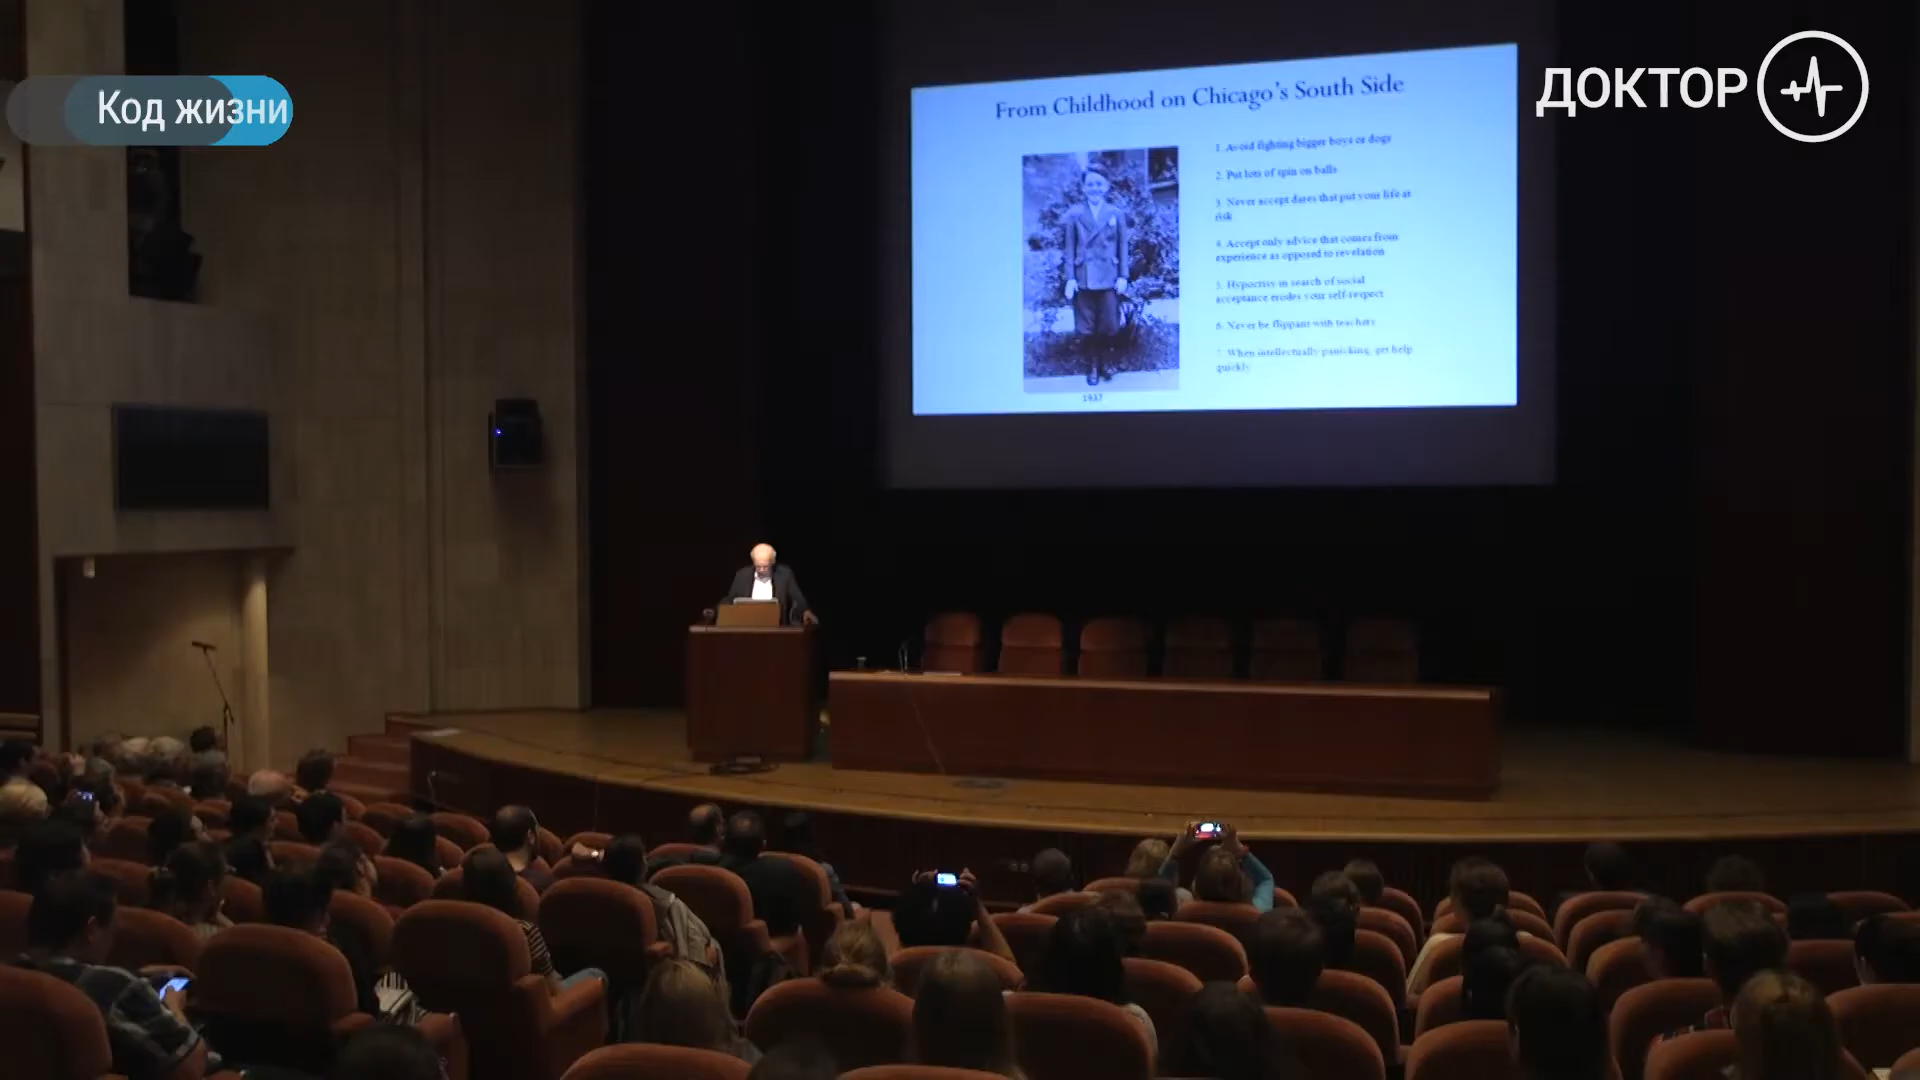 Код жизни
ДОКТОР
From Childhood on Chicago's South Side
1. Avoid fighting bigger boys or dogs
2. Put lots of spin on balls
3. Never accept dares that put your life at
risk
4. Accept only advice that comes from
experience as opposed to revelation
5. Hypocrisy in search of social
acceptance erodes your self-respect
6. Never be flippant with teachers
7. When intellectually panicking, get help
quickly
1937